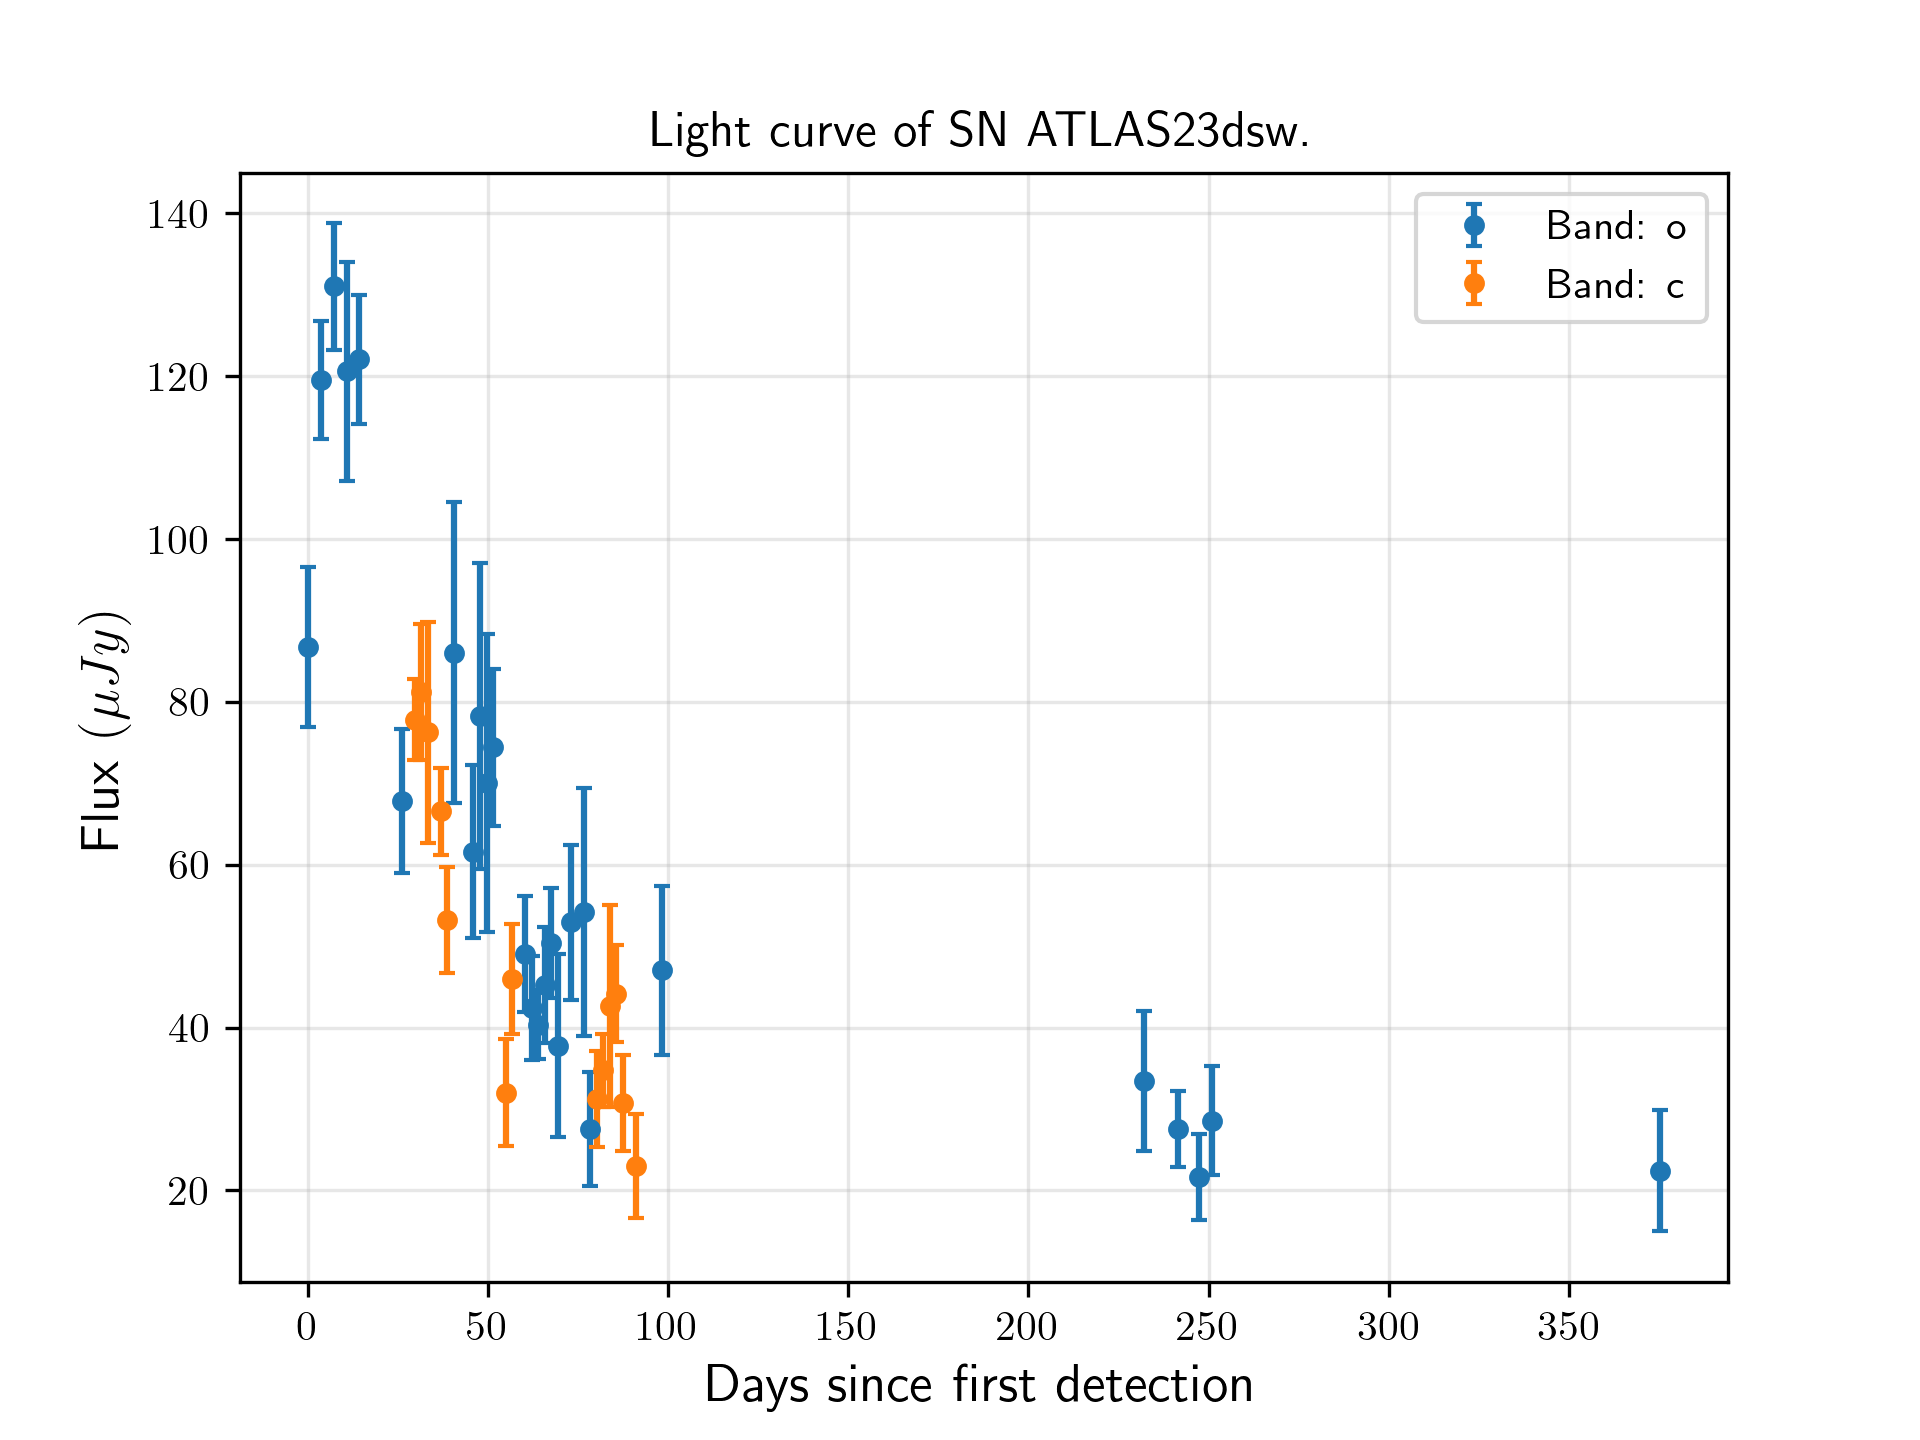 Light curve of SN ATLAS23dsw.
Band: o
Band: c
140
120
100
80
60
40
20
Flux (μJy)
0 50 100 150 200 250 300 350
Days since first detection